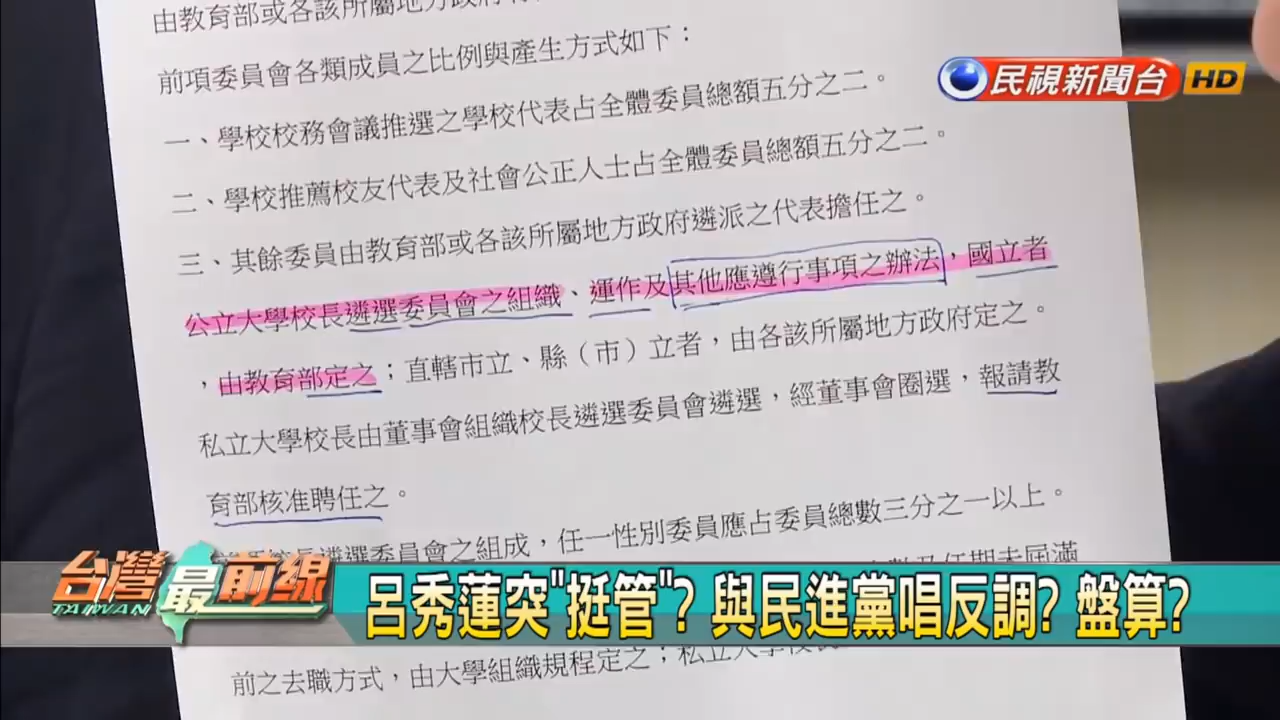 由教育部或各該所屬地方政府
前項委員會各類成員之比例與產生方式如下：
民視新聞台 HD
一、學校校務會議推選之學校代表占全體委員總額五分之二。
二、學校推薦校友代表及社會公正人士占全體委員總額五分之二。
三、其餘委員由教育部或各該所屬地方政府遴派之代表擔任之。
公立大學校長遴選委員會之組織、運作及其他應遵行事項之辦法，國立者
，由教育部定之；直轄市立、縣（市）立者，由各該所屬地方政府定之。
私立大學校長由董事會組織校長遴選委員會遴選，經董事會圈選，報請教
育部核准聘任之。
校長遴選委員會之組成，任一性別委員應占委員總數三分之一以上。
任期未屆滿
台灣最前線
TAIWAN
呂秀蓮突"挺管"? 與民進黨唱反調? 盤算?
前之去職方式，由大學組織規程定之；私立大學校長